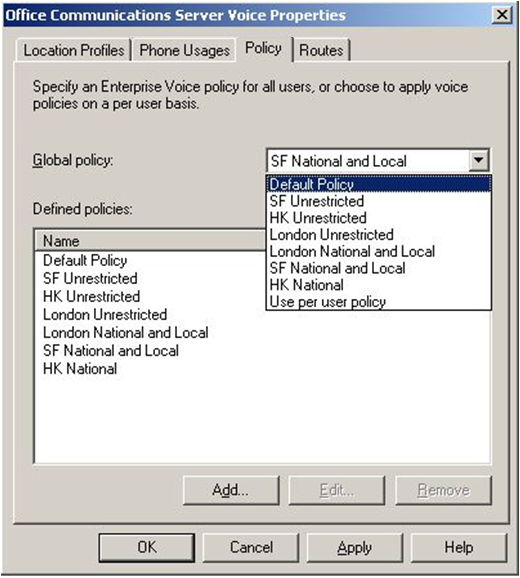 Office Communications Server Voice Properties
Location Profiles Phone Usages Policy Routes
Specify an Enterprise Voice policy for all users, or choose to apply voice
policies on a per user basis.
Global policy:
SF National and Local
Default Policy
SF Unrestricted
HK Unrestricted
London Unrestricted
London National and Local
SF National and Local
HK National
Use per user policy
Defined policies:
Name
Default Policy
SF Unrestricted
HK Unrestricted
London Unrestricted
London National and Local
SF National and Local
HK National
Add... Edit... Remove
OK Cancel Apply Help